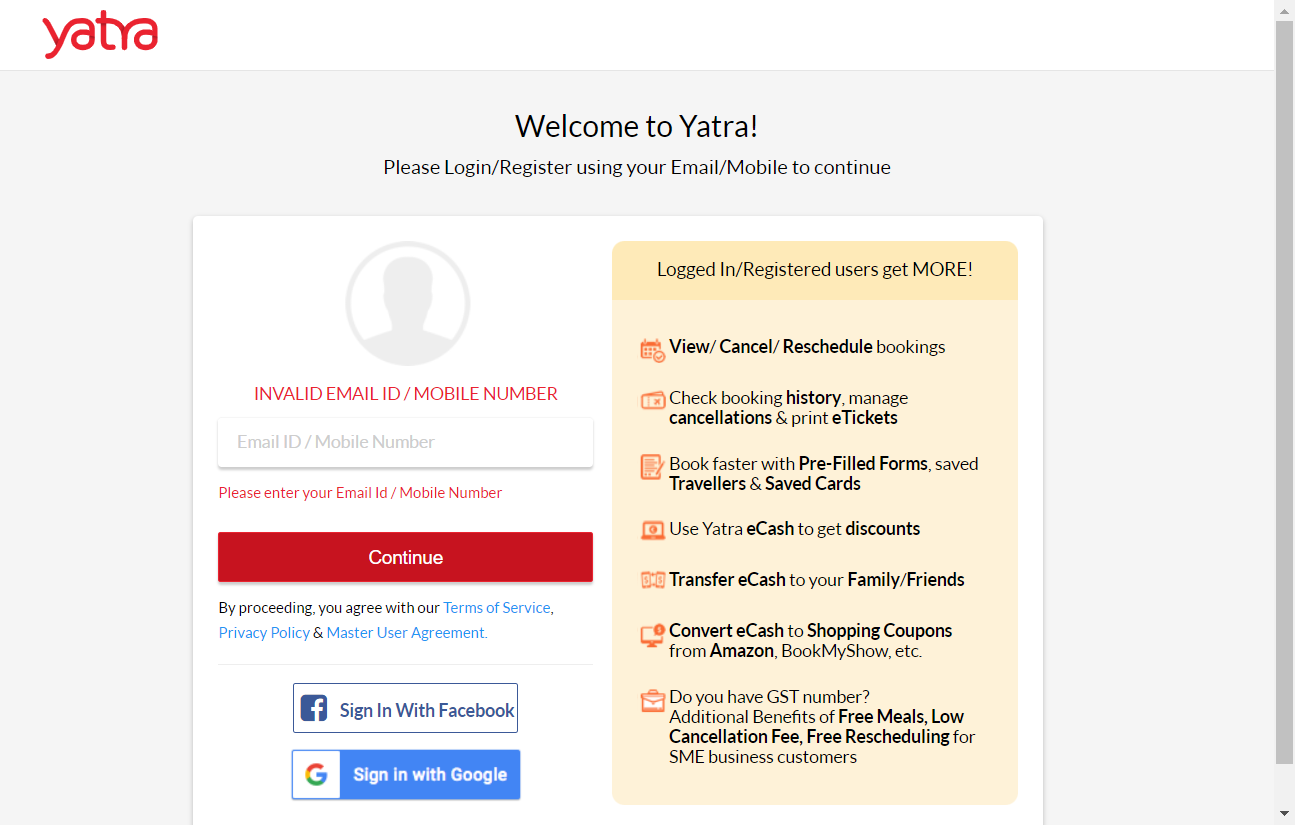 yatra
Welcome to Yatra!
Please Login/Register using your Email/Mobile to continue
INVALID EMAIL ID / MOBILE NUMBER
Email ID / Mobile Number
Please enter your Email Id / Mobile Number
Continue
By proceeding, you agree with our Terms of Service,
Privacy Policy & Master User Agreement.
Sign In With Facebook
Sign in with Google
Logged In/Registered users get MORE!
View/ Cancel/ Reschedule bookings
Check booking history, manage
cancellations & print eTickets
Book faster with Pre-Filled Forms, saved
Travellers & Saved Cards
Use Yatra eCash to get discounts
Transfer eCash to your Family/Friends
Convert eCash to Shopping Coupons
from Amazon, BookMyShow, etc.
Do you have GST number?
Additional Benefits of Free Meals, Low
Cancellation Fee, Free Rescheduling for
SME business customers